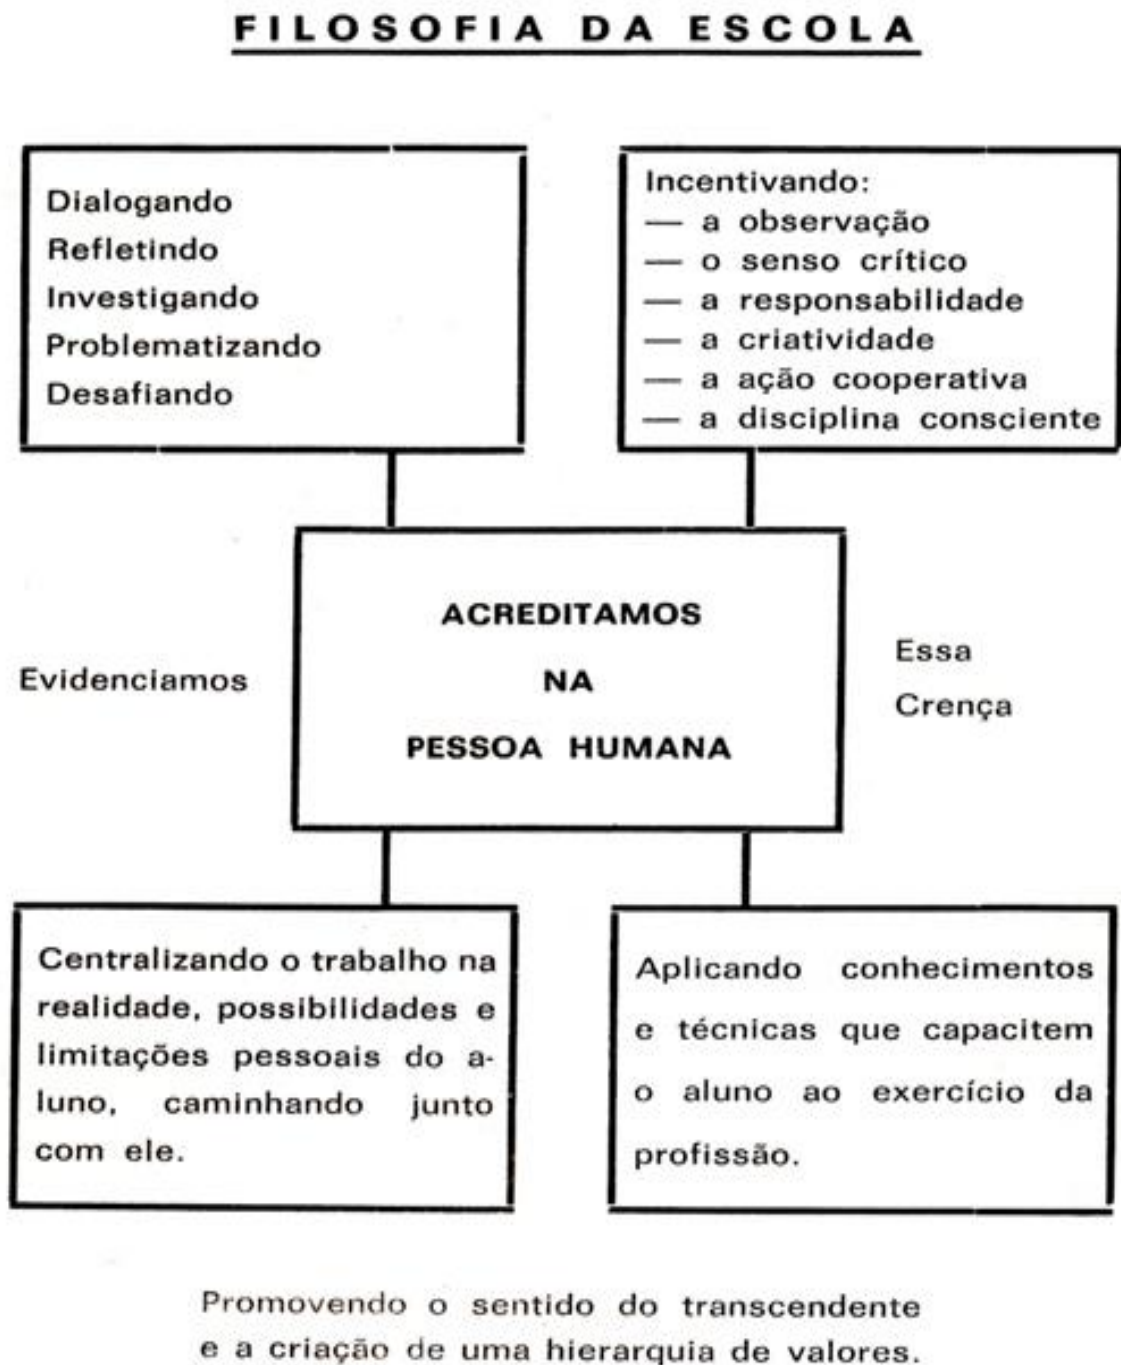 FILOSOFIA DA ESCOLA
Dialogando
Refletindo
Investigando
Problematizando
Desafiando
Incentivando:
— a observação
— o senso crítico
— a responsabilidade
— a criatividade
— a ação cooperativa
— a disciplina consciente
Evidenciamos
ACREDITAMOS
NA
PESSOA HUMANA
Essa
Crença
Centralizando o trabalho na
realidade, possibilidades e
limitações pessoais do a-
luno, caminhando junto
com ele.
Aplicando conhecimentos
e técnicas que capacitem
o aluno ao exercício da
profissão.
Promovendo o sentido do transcendente
e a criação de uma hierarquia de valores.